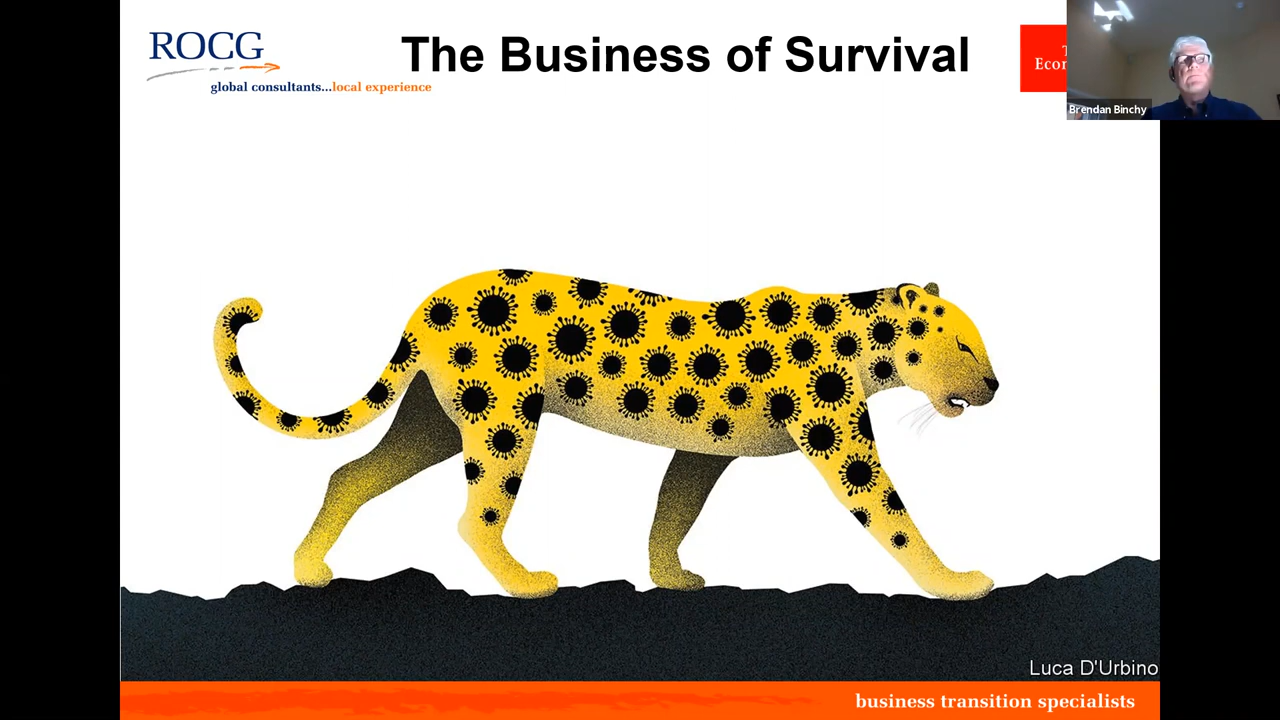 ROCG
global consultants...local experience
The Business of Survival
Brendan Binchy
Luca D'Urbino
business transition specialists